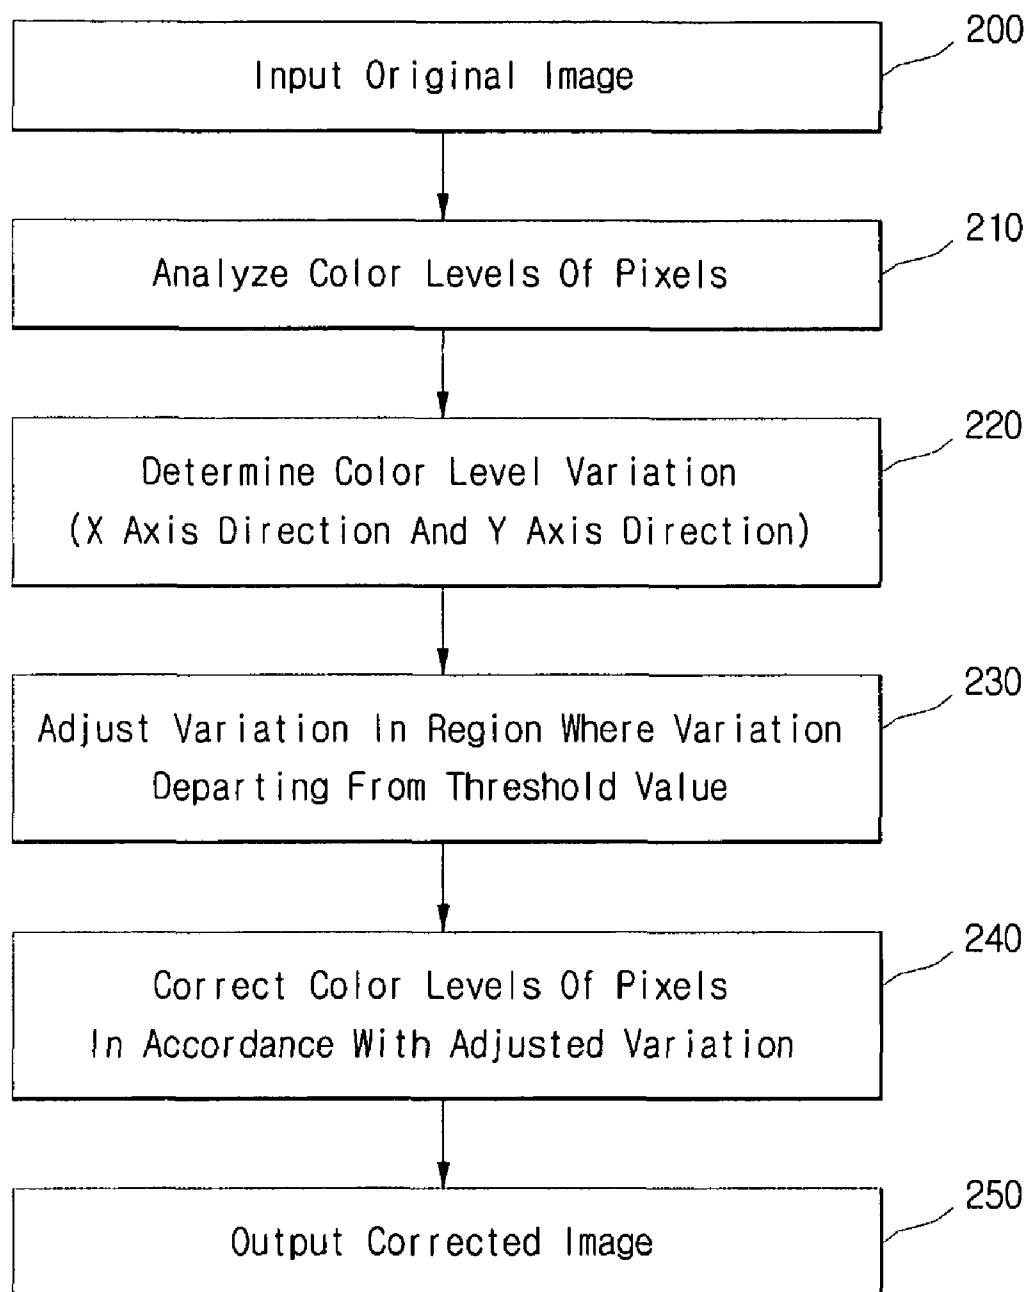 200
Input Original Image
210
Analyze Color Levels Of Pixels
220
Determine Color Level Variation
(X Axis Direction And Y Axis Direction)
230
Adjust Variation In Region Where Variation
Departing From Threshold Value
240
Correct Color Levels Of Pixels
In Accordance With Adjusted Variation
250
Output Corrected Image